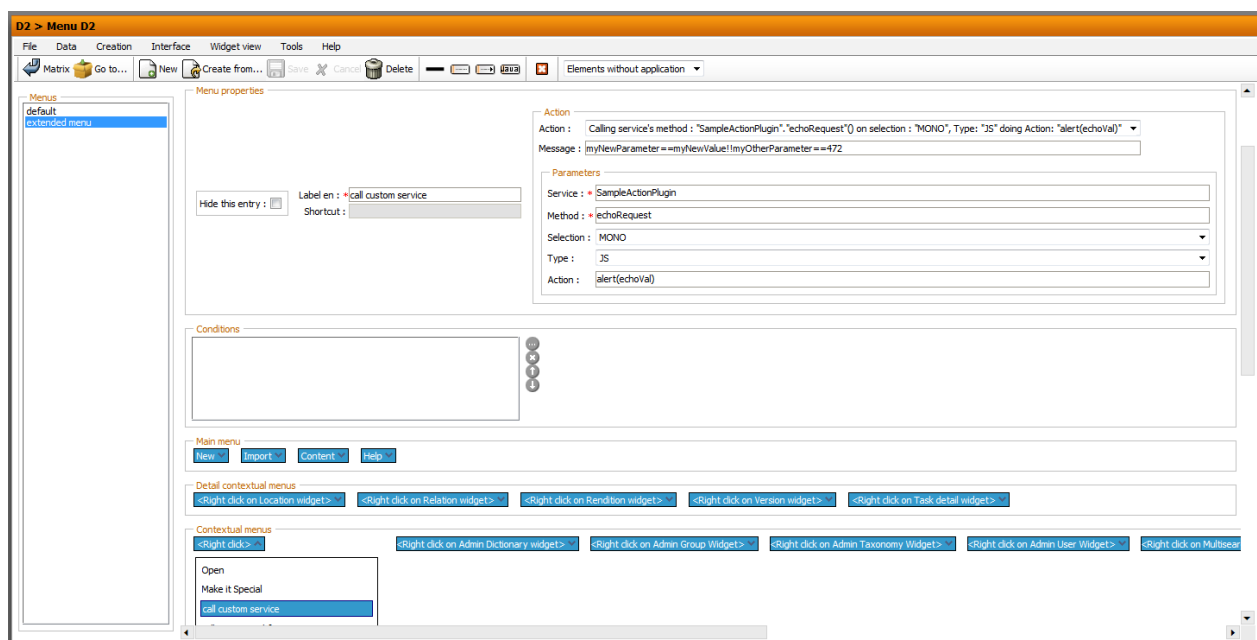 D2 > Menu D2
File Data Creation Interface Widget view Tools Help
Matrix Go to... New Create from... Save Cancel Delete Java Elements without application
Menus
default
extended menu
Menu properties
Hide this entry :
Label en : *call custom service
Shortcut :
Action
Action : Calling service's method : "SampleActionPlugin"."echoRequest"() on selection : "MONO", Type: "JS" doing Action: "alert(echoVal)"
Message : myNewParameter==myNewValue!!myOtherParameter==472
Parameters
Service : * SampleActionPlugin
Method : * echoRequest
Selection : MONO
Type : JS
Action : alert(echoVal)
Conditions
Main menu
New Import Content Help
Detail contextual menus
<Right click on Location widget> <Right click on Relation widget> <Right click on Rendition widget> <Right click on Version widget> <Right click on Task detail widget>
Contextual menus
<Right click> <Right click on Admin Dictionary widget> <Right click on Admin Group Widget> <Right click on Admin Taxonomy Widget> <Right click on Admin User Widget> <Right click on Multisear
Open
Make it Special
call custom service